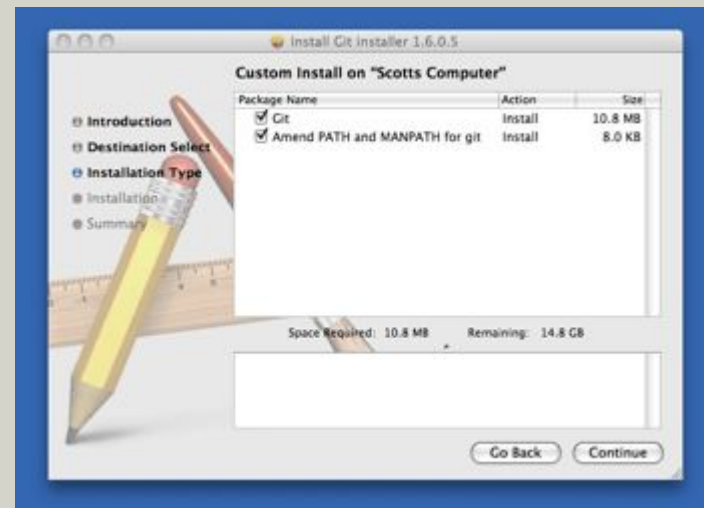 Install Git installer 1.6.0.5
Custom Install on "Scotts Computer"
Introduction
Destination Select
Installation Type
Installation
Summary
Package Name Action Size
Git Install 10.8 MB
Amend PATH and MANPATH for git Install 8.0 KB
Space Required: 10.8 MB Remaining: 14.8 GB
Go Back Continue